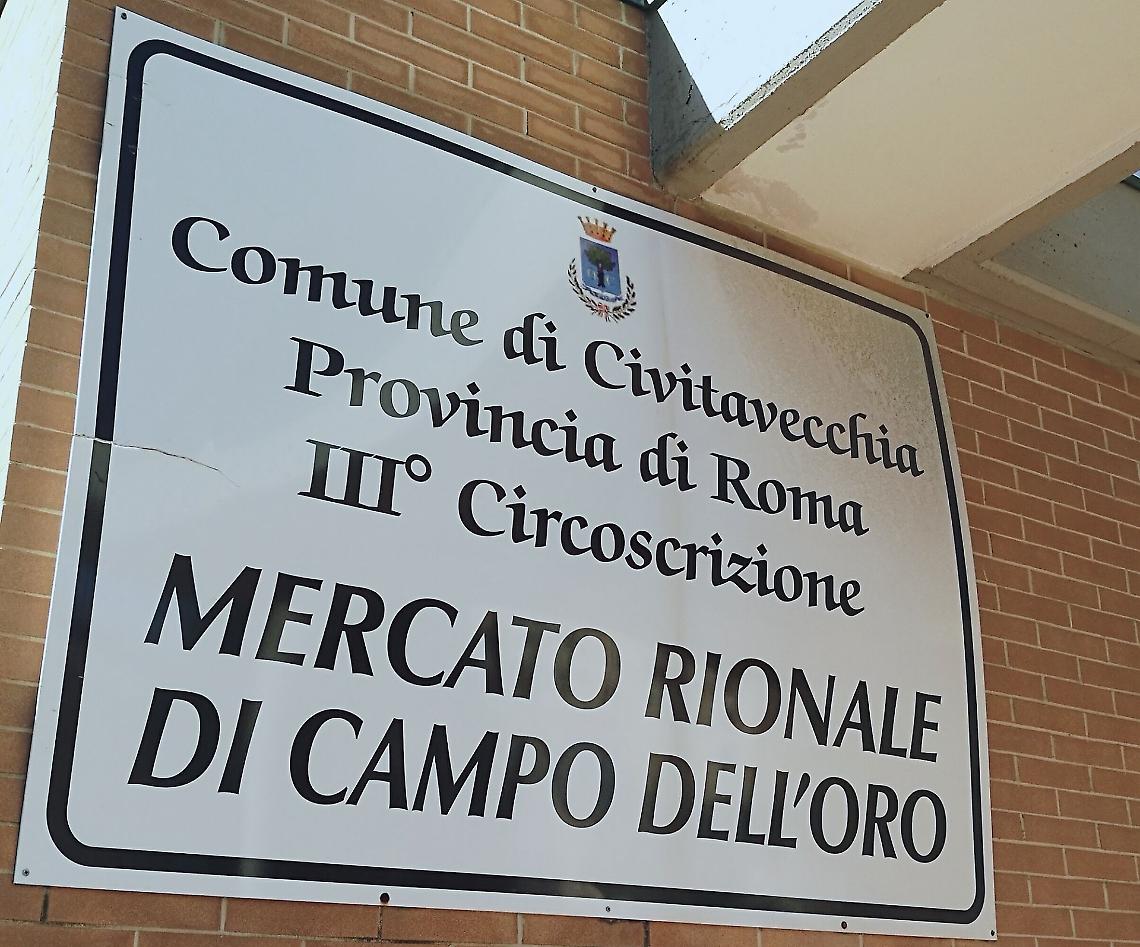 Comune di Civitavecchia
Provincia di Roma
III° Circoscrizione
MERCATO RIONALE
DI CAMPO DELL'ORO